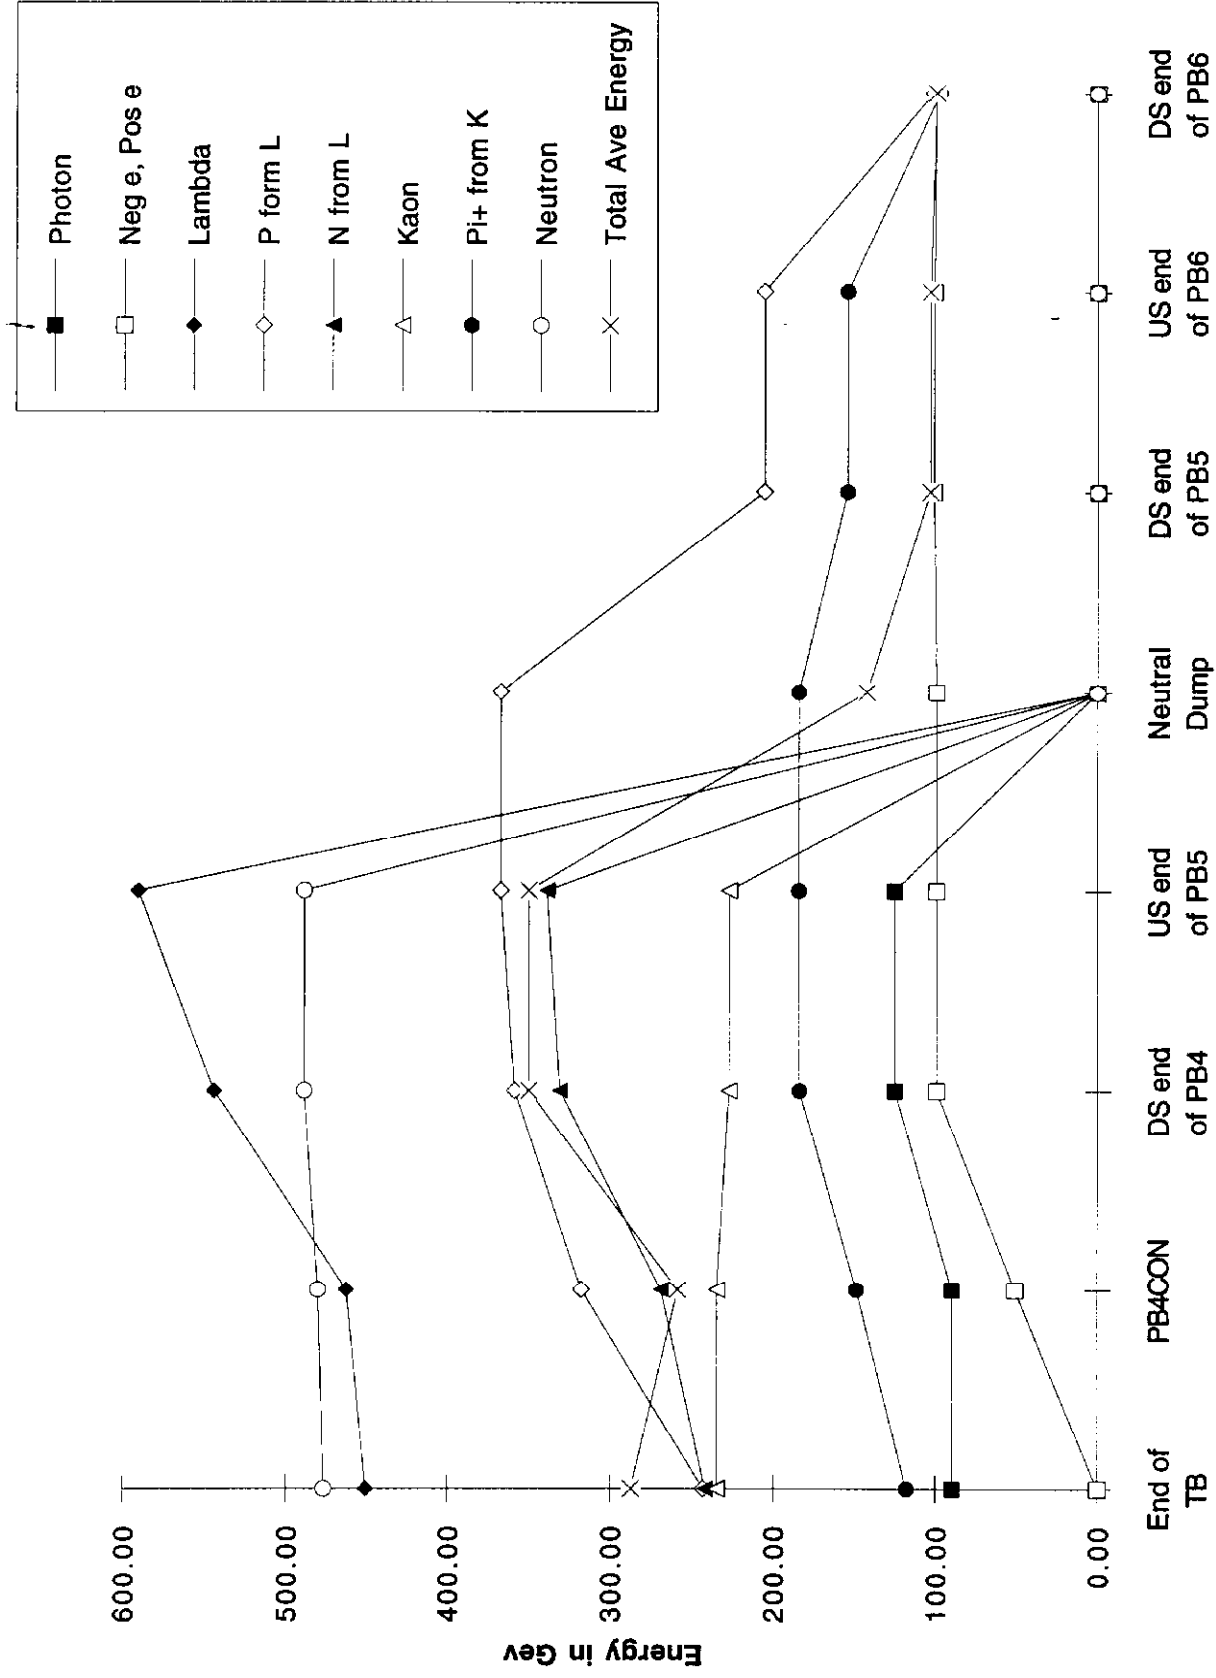 Photon
Neg e, Pos e
Lambda
P form L
N from L
Kaon
Pi+ from K
Neutron
Total Ave Energy
Energy in Gev
600.00
500.00
400.00
300.00
200.00
100.00
0.00
End of
TB
PB4CON
DS end
of PB4
US end
of PB5
Neutral
Dump
DS end
of PB5
US end
of PB6
DS end
of PB6